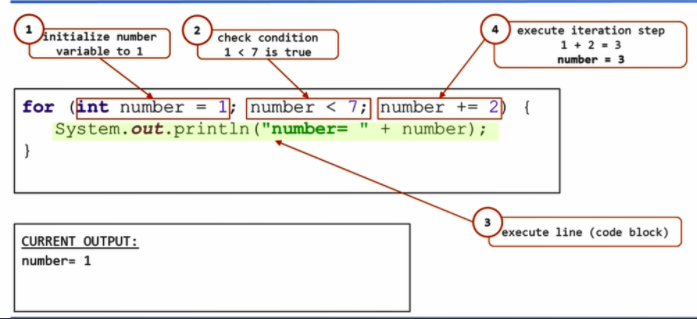 1
initialize number
variable to 1
2
check condition
1 < 7 is true
4
execute iteration step
1 + 2 = 3
number = 3
for (int number = 1; number < 7; number += 2) {
System.out.println("number= " + number);
}
3
execute line (code block)
CURRENT OUTPUT:
number= 1